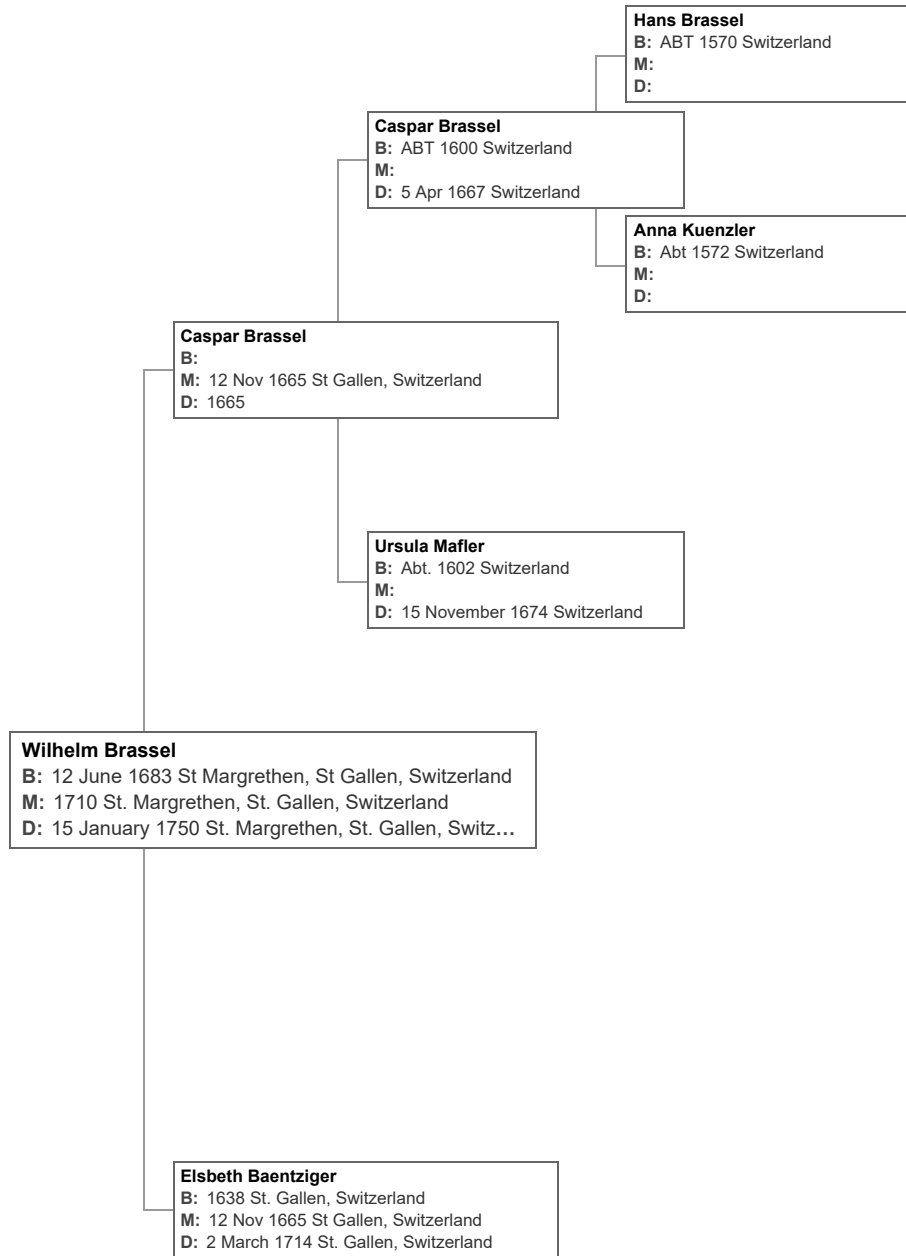 Hans Brassel
B: ABT 1570 Switzerland
M:
D:
Caspar Brassel
B: ABT 1600 Switzerland
M:
D: 5 Apr 1667 Switzerland
Anna Kuenzler
B: Abt 1572 Switzerland
M:
D:
Caspar Brassel
B:
M: 12 Nov 1665 St Gallen, Switzerland
D: 1665
Ursula Mafler
B: Abt. 1602 Switzerland
M:
D: 15 November 1674 Switzerland
Wilhelm Brassel
B: 12 June 1683 St Margrethen, St Gallen, Switzerland
M: 1710 St. Margrethen, St. Gallen, Switzerland
D: 15 January 1750 St. Margrethen, St. Gallen, Switz...
Elsbeth Baentziger
B: 1638 St. Gallen, Switzerland
M: 12 Nov 1665 St Gallen, Switzerland
D: 2 March 1714 St. Gallen, Switzerland